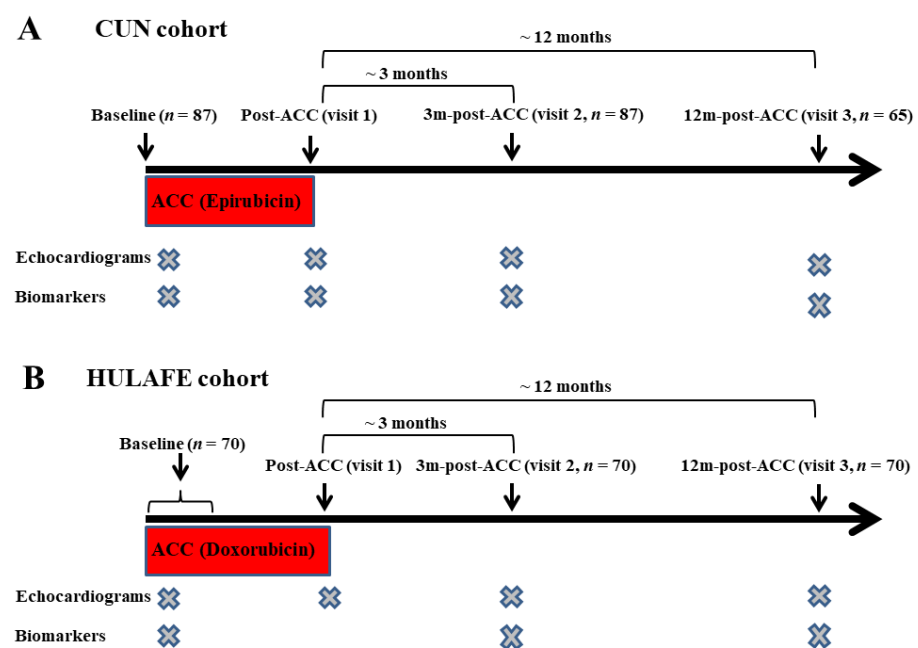 A CUN cohort
~ 12 months
~ 3 months
Baseline (n = 87) Post-ACC (visit 1) 3m-post-ACC (visit 2, n = 87) 12m-post-ACC (visit 3, n = 65)
ACC (Epirubicin)
Echocardiograms
Biomarkers
B HULAFE cohort
~ 12 months
~ 3 months
Baseline (n = 70)
Post-ACC (visit 1) 3m-post-ACC (visit 2, n = 70) 12m-post-ACC (visit 3, n = 70)
ACC (Doxorubicin)
Echocardiograms
Biomarkers